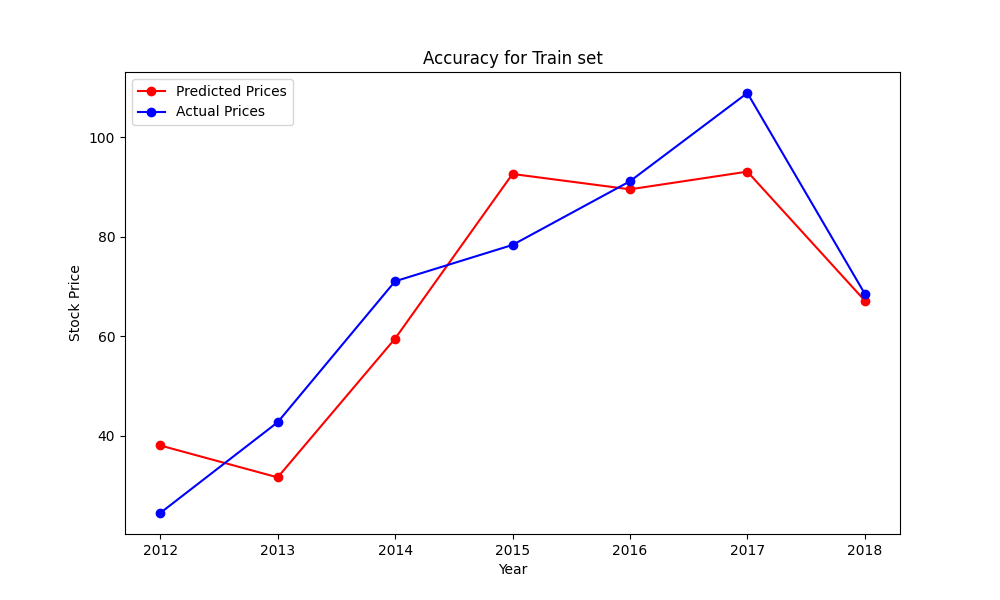 Accuracy for Train set
Predicted Prices
Actual Prices
100
80
60
40
Stock Price
2012 2013 2014 2015 2016 2017 2018
Year